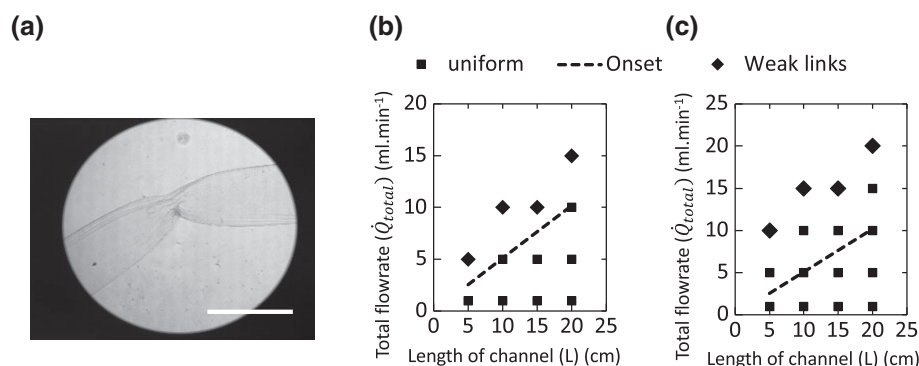 (a)
(b)
(c)
uniform
Onset
Weak links
Total flowrate (Q̇total) (ml.min⁻¹)
20
15
10
5
0
0 5 10 15 20 25
Length of channel (L) (cm)
Total flowrate (Q̇total) (ml.min⁻¹)
25
20
15
10
5
0
0 5 10 15 20 25
Length of channel (L) (cm)